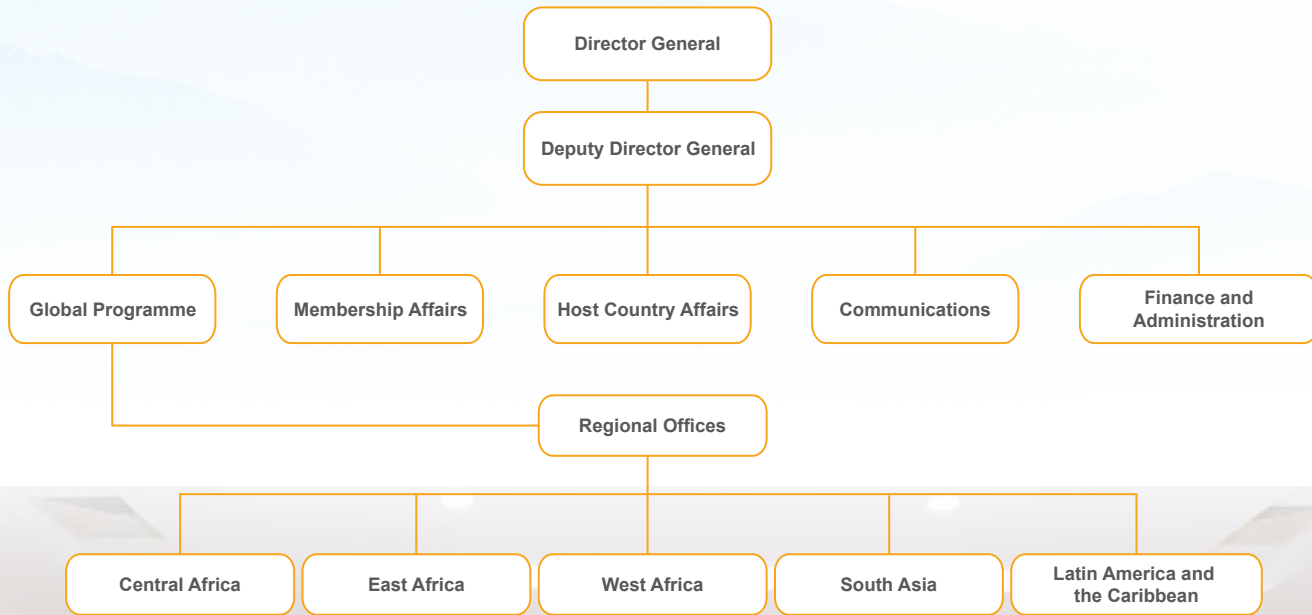 Director General
Deputy Director General
Global Programme
Membership Affairs
Host Country Affairs
Communications
Finance and
Administration
Regional Offices
Central Africa
East Africa
West Africa
South Asia
Latin America and
the Caribbean